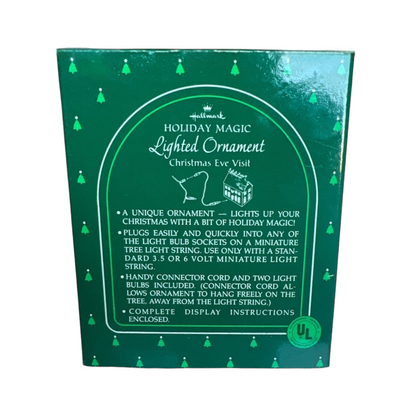 Hallmark
HOLIDAY MAGIC
Lighted Ornament
Christmas Eve Visit
• A UNIQUE ORNAMENT — LIGHTS UP YOUR
CHRISTMAS WITH A BIT OF HOLIDAY MAGIC!
• PLUGS EASILY AND QUICKLY INTO ANY OF
THE LIGHT BULB SOCKETS ON A MINIATURE
TREE LIGHT STRING. USE ONLY WITH A STAN-
DARD 3.5 OR 6 VOLT MINIATURE LIGHT
STRING.
• HANDY CONNECTOR CORD AND TWO LIGHT
BULBS INCLUDED. (CONNECTOR CORD AL-
LOWS ORNAMENT TO HANG FREELY ON THE
TREE, AWAY FROM THE LIGHT STRING.)
• COMPLETE DISPLAY INSTRUCTIONS
ENCLOSED.
UL